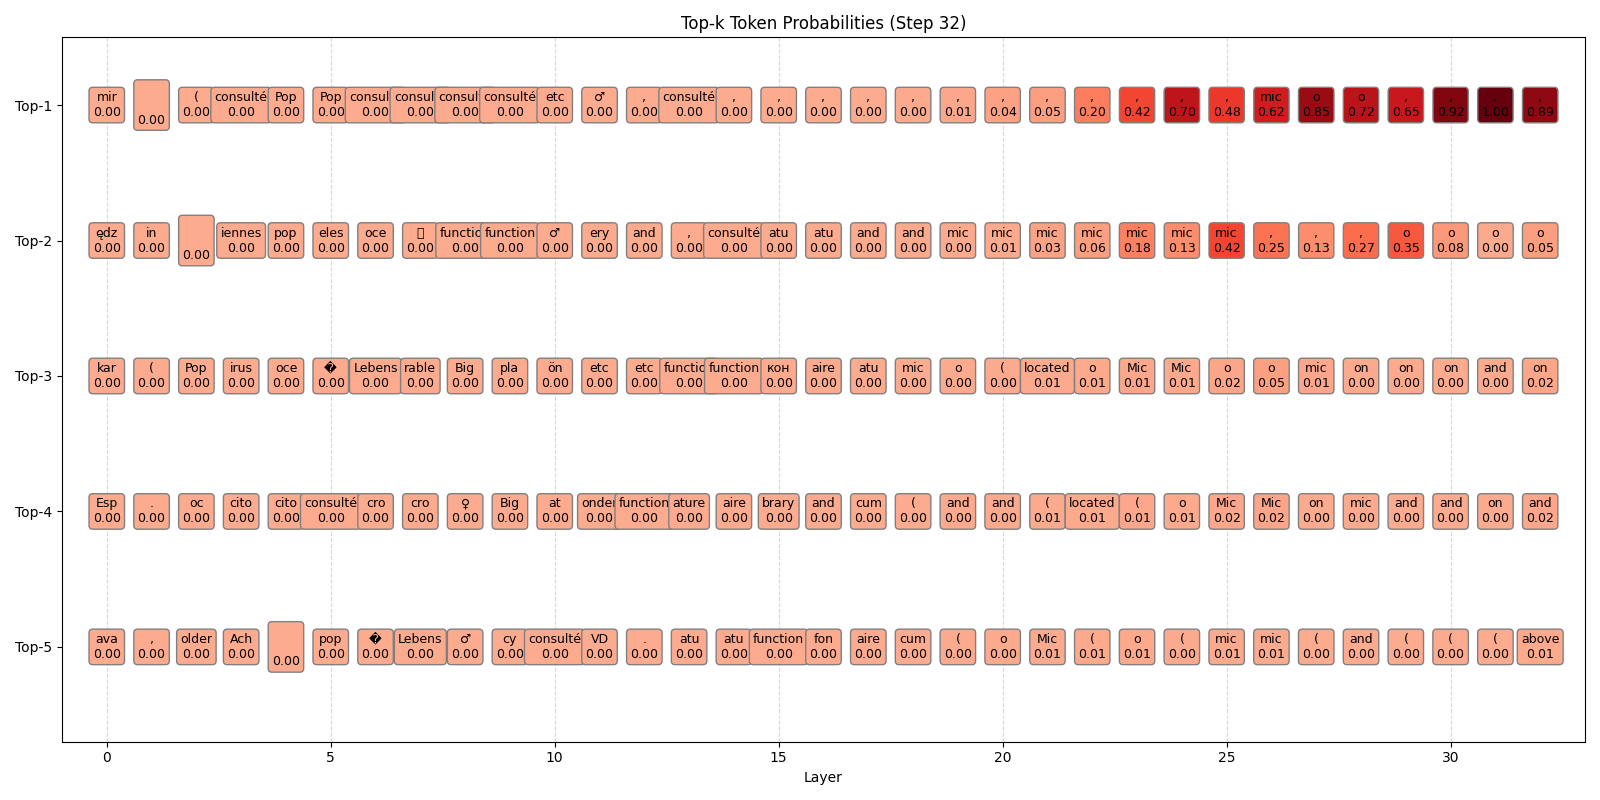 Top-k Token Probabilities (Step 32)
mir ( consulté Pop Pop consul consul consul consulté etc ♂ , consulté , , , , , , , , , , , , mic o o , , , ,
Top-1 0.00 0.00 0.00 0.00 0.00 0.00 0.00 0.00 0.00 0.00 0.00 0.00 0.00 0.00 0.00 0.00 0.00 0.00 0.00 0.01 0.04 0.05 0.20 0.42 0.70 0.48 0.62 0.85 0.72 0.65 0.92 1.00 0.89
ędz in iennes pop eles oce functio function ♂ ery and , consulté atu atu and and mic mic mic mic mic mic mic , , , o o o o
Top-2 0.00 0.00 0.00 0.00 0.00 0.00 0.00 0.00 0.00 0.00 0.00 0.00 0.00 0.00 0.00 0.00 0.00 0.00 0.00 0.00 0.01 0.03 0.06 0.18 0.13 0.42 0.25 0.13 0.27 0.35 0.08 0.00 0.05
kar ( Pop irus oce � Lebens rable Big pla ön etc etc functio function кон aire atu mic o ( located o Mic Mic o o mic on on on and on
Top-3 0.00 0.00 0.00 0.00 0.00 0.00 0.00 0.00 0.00 0.00 0.00 0.00 0.00 0.00 0.00 0.00 0.00 0.00 0.00 0.00 0.00 0.01 0.01 0.01 0.01 0.02 0.05 0.01 0.00 0.00 0.00 0.00 0.02
Esp . oc cito cito consulté cro cro ♀ Big at onder function ature aire brary and cum ( and and ( located ( o Mic Mic on mic and and on and
Top-4 0.00 0.00 0.00 0.00 0.00 0.00 0.00 0.00 0.00 0.00 0.00 0.00 0.00 0.00 0.00 0.00 0.00 0.00 0.00 0.00 0.00 0.01 0.01 0.01 0.01 0.02 0.02 0.00 0.00 0.00 0.00 0.00 0.02
ava , older Ach pop � Lebens ♂ cy consulté VD . atu atu function fon aire cum ( o Mic ( o ( mic mic ( and ( ( ( above
Top-5 0.00 0.00 0.00 0.00 0.00 0.00 0.00 0.00 0.00 0.00 0.00 0.00 0.00 0.00 0.00 0.00 0.00 0.00 0.00 0.00 0.00 0.01 0.01 0.01 0.00 0.01 0.01 0.00 0.00 0.00 0.00 0.00 0.01
0 5 10 15 20 25 30
Layer